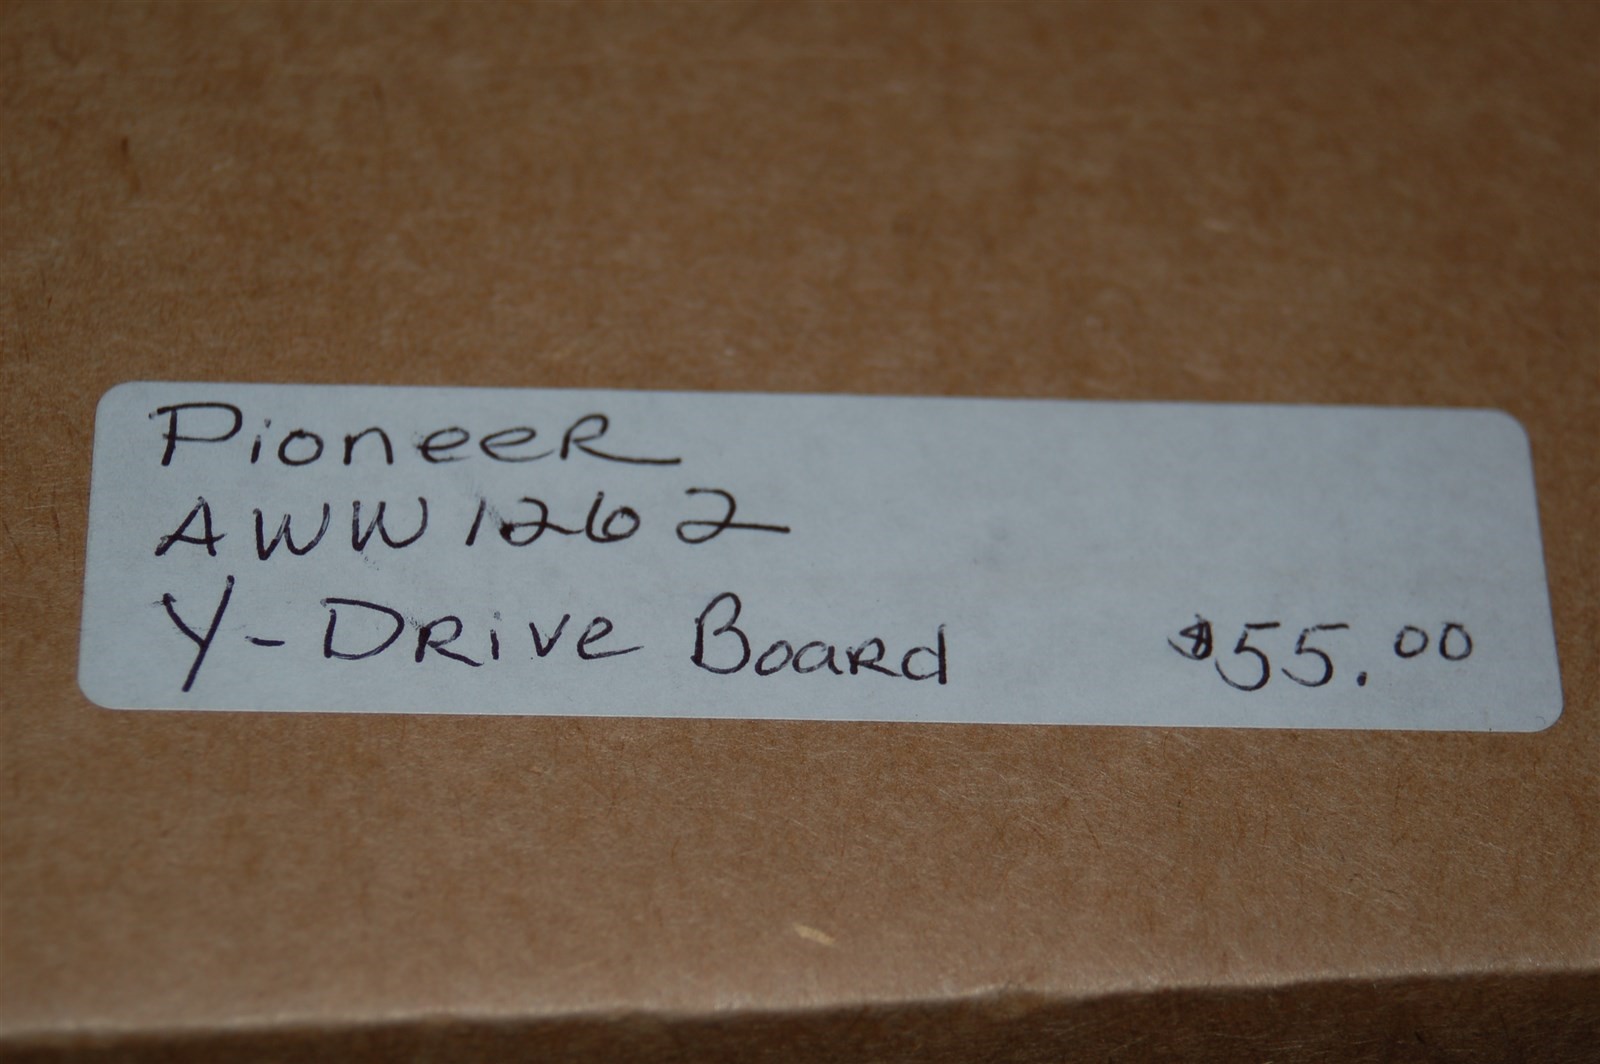 Pioneer
AWW1262
Y-Drive Board $55.00